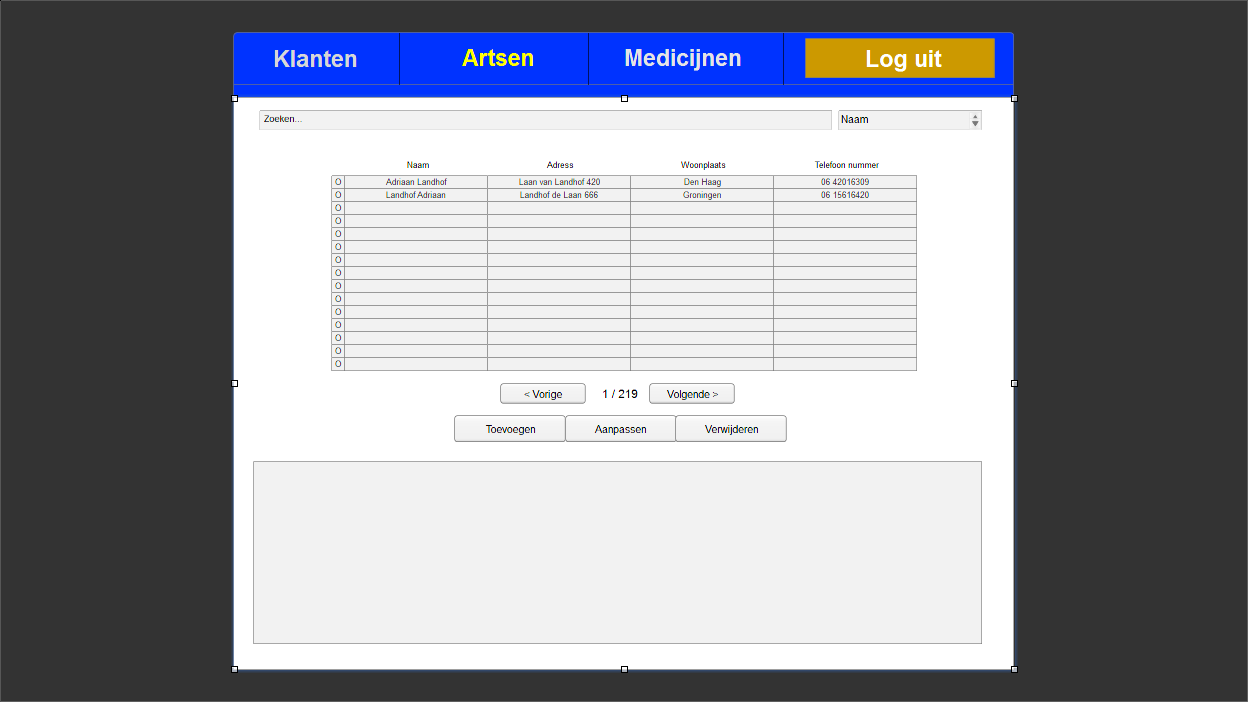 Klanten Artsen Medicijnen Log uit
Zoeken... Naam
Naam Adress Woonplaats Telefoon nummer
O Adriaan Landhof Laan van Landhof 420 Den Haag 06 42016309
O Landhof Adriaan Landhof de Laan 666 Groningen 06 15616420
O
O
O
O
O
O
O
O
O
O
O
O
O
< Vorige 1 / 219 Volgende >
Toevoegen Aanpassen Verwijderen